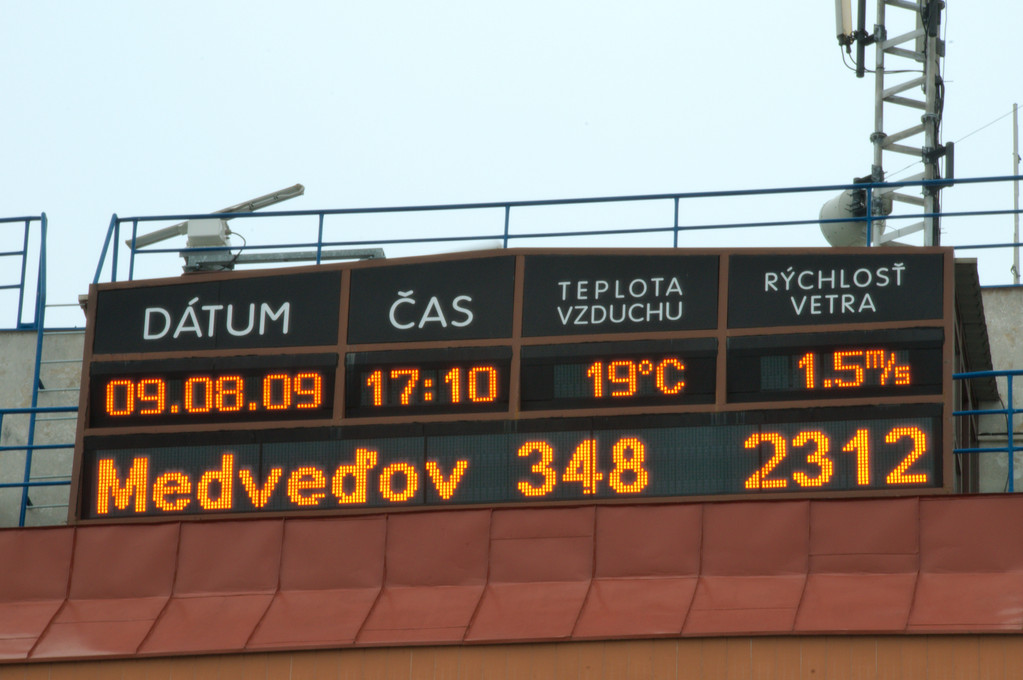 DÁTUM ČAS TEPLOTA VZDUCHU RÝCHLOSŤ VETRA
09.08.09 17:10 19°C 1.5m/s
Medveďov 348 2312